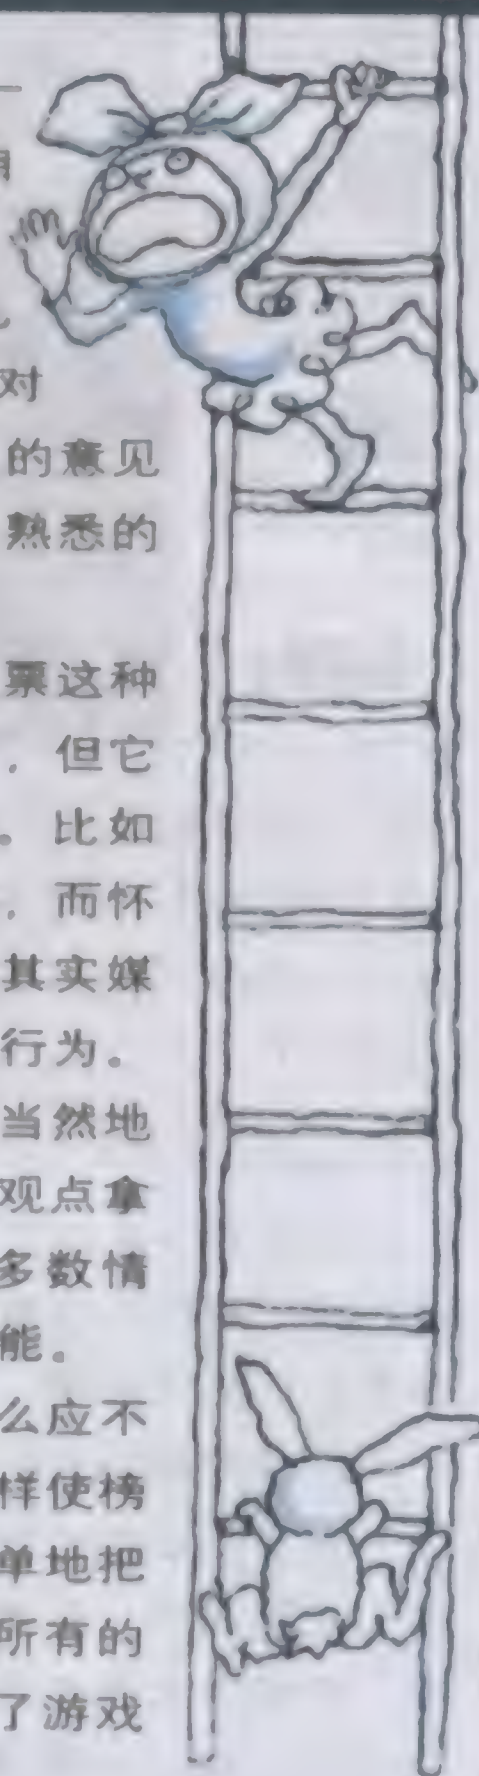 对
的意见
熟悉的
票这种
，但它
。比如
，而怀
其实媒
行为。
当然地
观点拿
多数情
能。
么应不
样使榜
单地把
所有的
了游戏